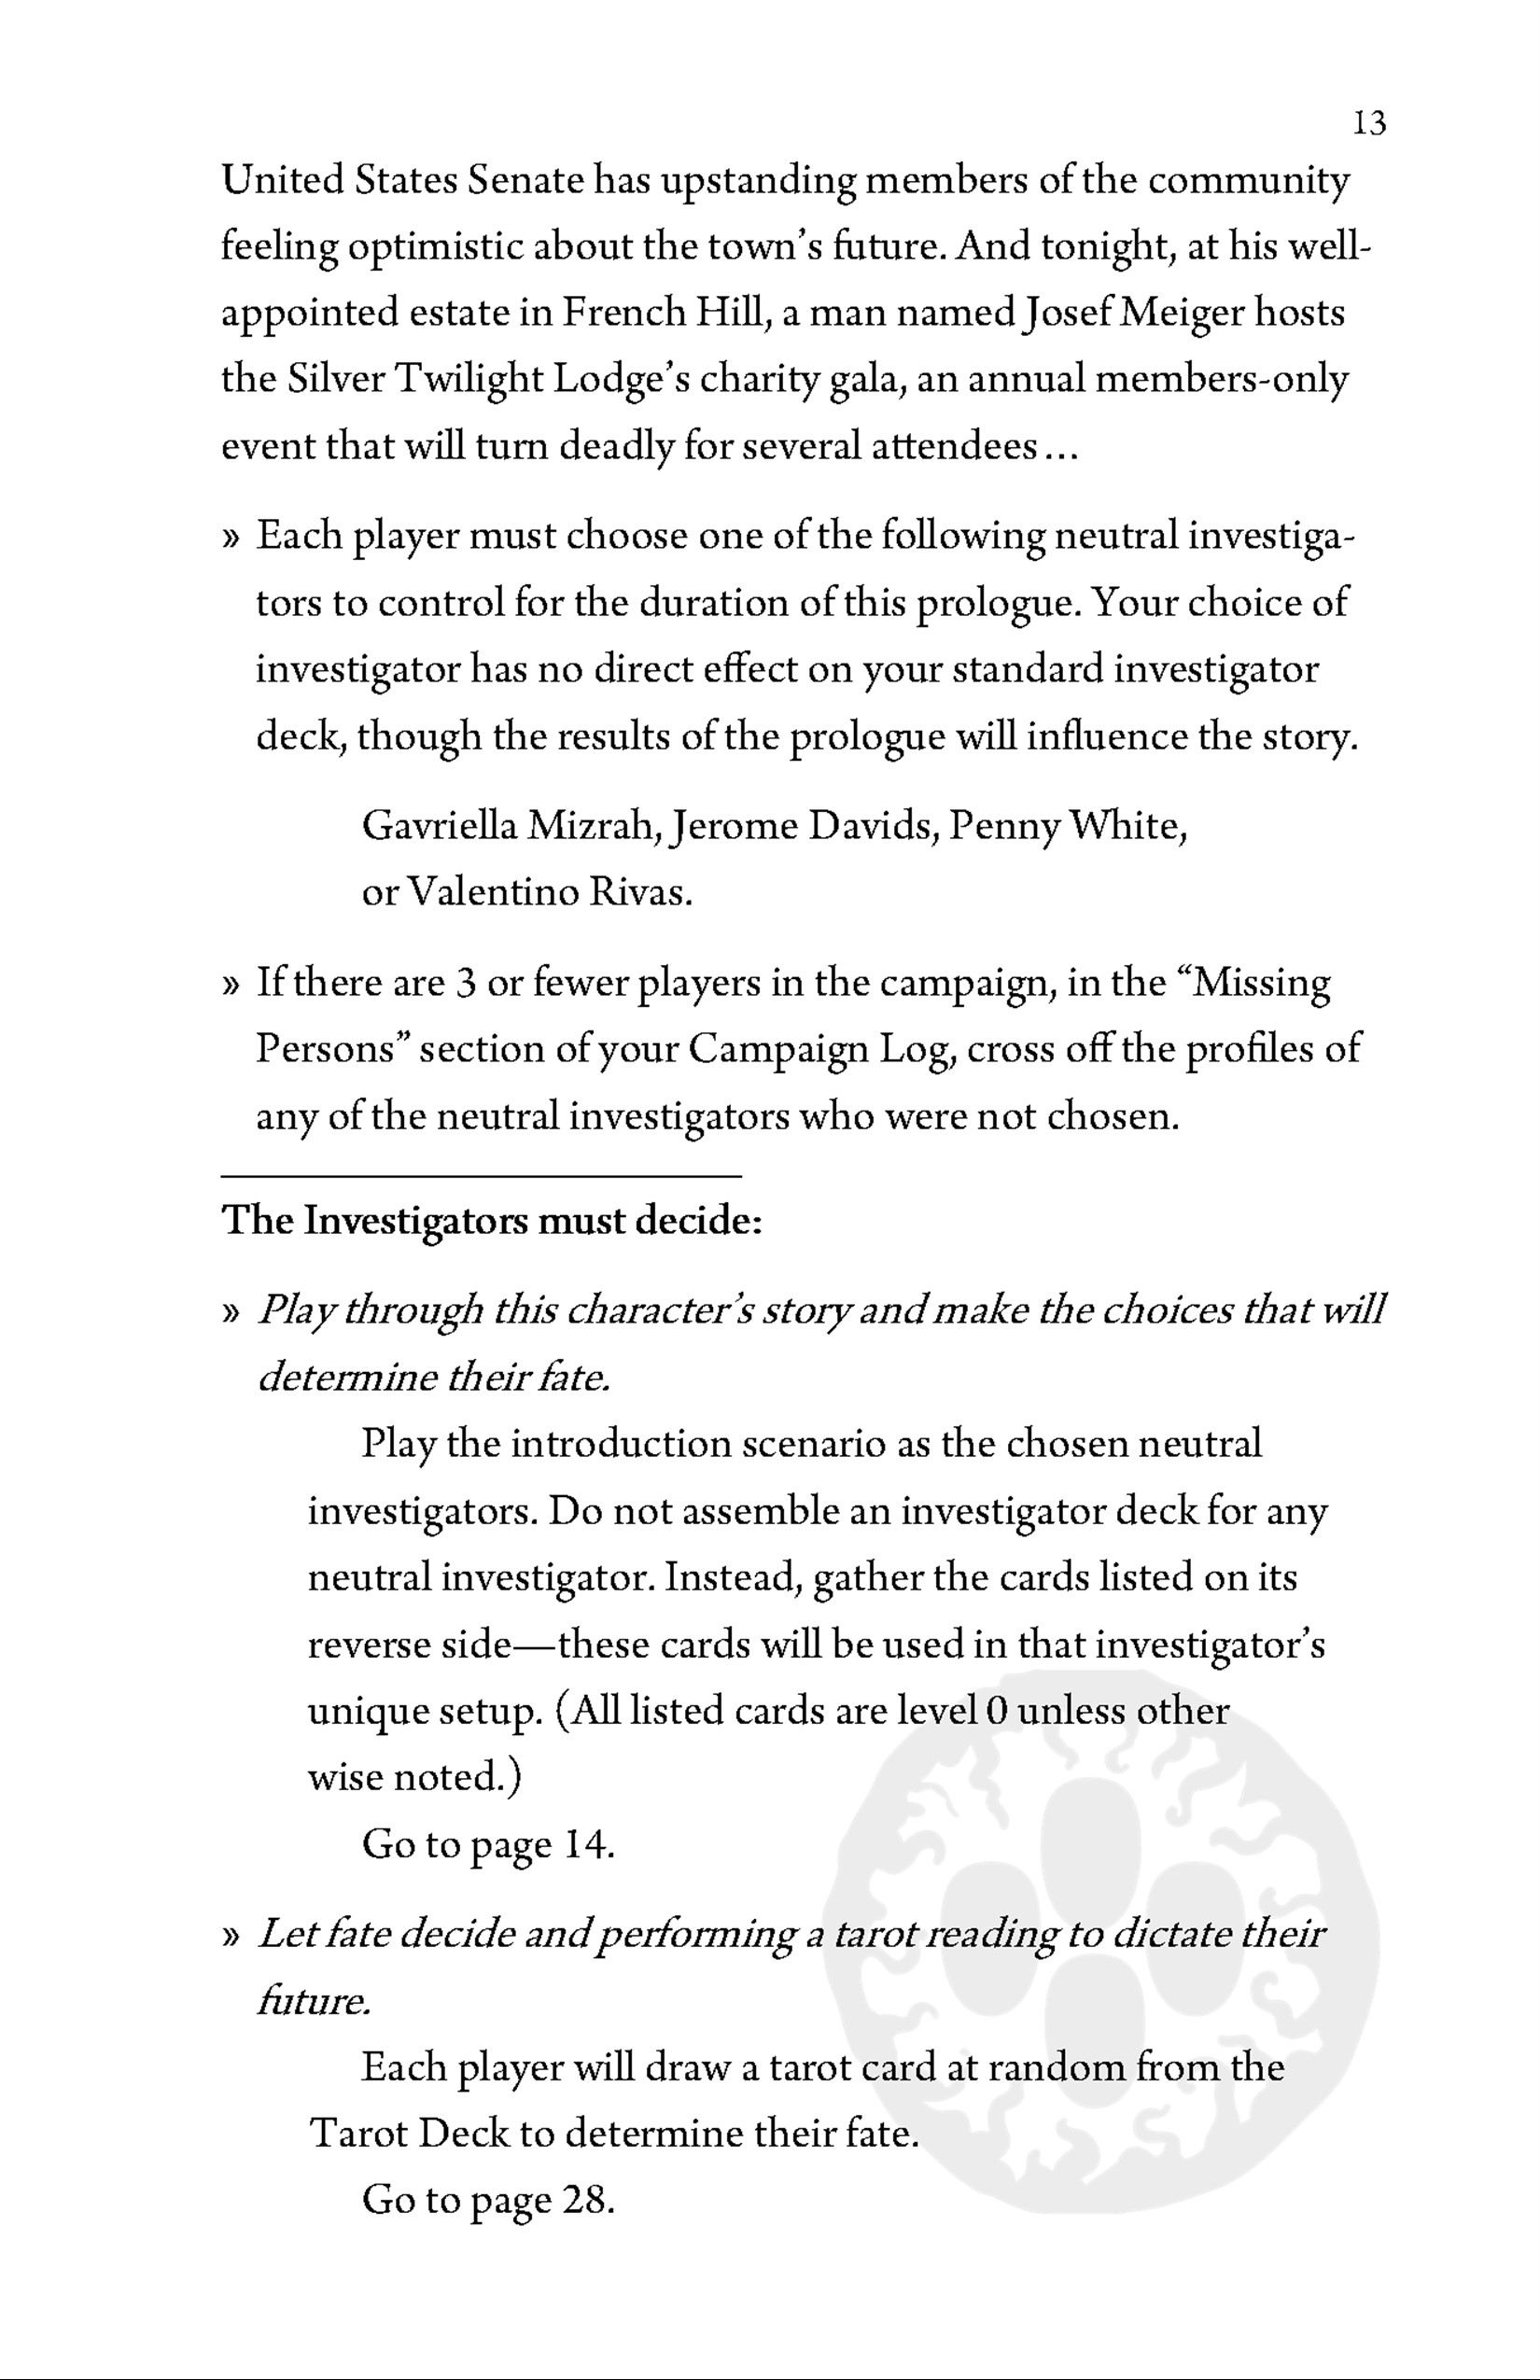 13
United States Senate has upstanding members of the community
feeling optimistic about the town’s future. And tonight, at his well-
appointed estate in French Hill, a man named Josef Meiger hosts
the Silver Twilight Lodge’s charity gala, an annual members-only
event that will turn deadly for several attendees…
» Each player must choose one of the following neutral investiga-
tors to control for the duration of this prologue. Your choice of
investigator has no direct effect on your standard investigator
deck, though the results of the prologue will influence the story.
Gavriella Mizrah, Jerome Davids, Penny White,
or Valentino Rivas.
» If there are 3 or fewer players in the campaign, in the “Missing
Persons” section of your Campaign Log, cross off the profiles of
any of the neutral investigators who were not chosen.
The Investigators must decide:
» Play through this character’s story and make the choices that will
determine their fate.
Play the introduction scenario as the chosen neutral
investigators. Do not assemble an investigator deck for any
neutral investigator. Instead, gather the cards listed on its
reverse side—these cards will be used in that investigator’s
unique setup. (All listed cards are level 0 unless other
wise noted.)
Go to page 14.
» Let fate decide and performing a tarot reading to dictate their
future.
Each player will draw a tarot card at random from the
Tarot Deck to determine their fate.
Go to page 28.